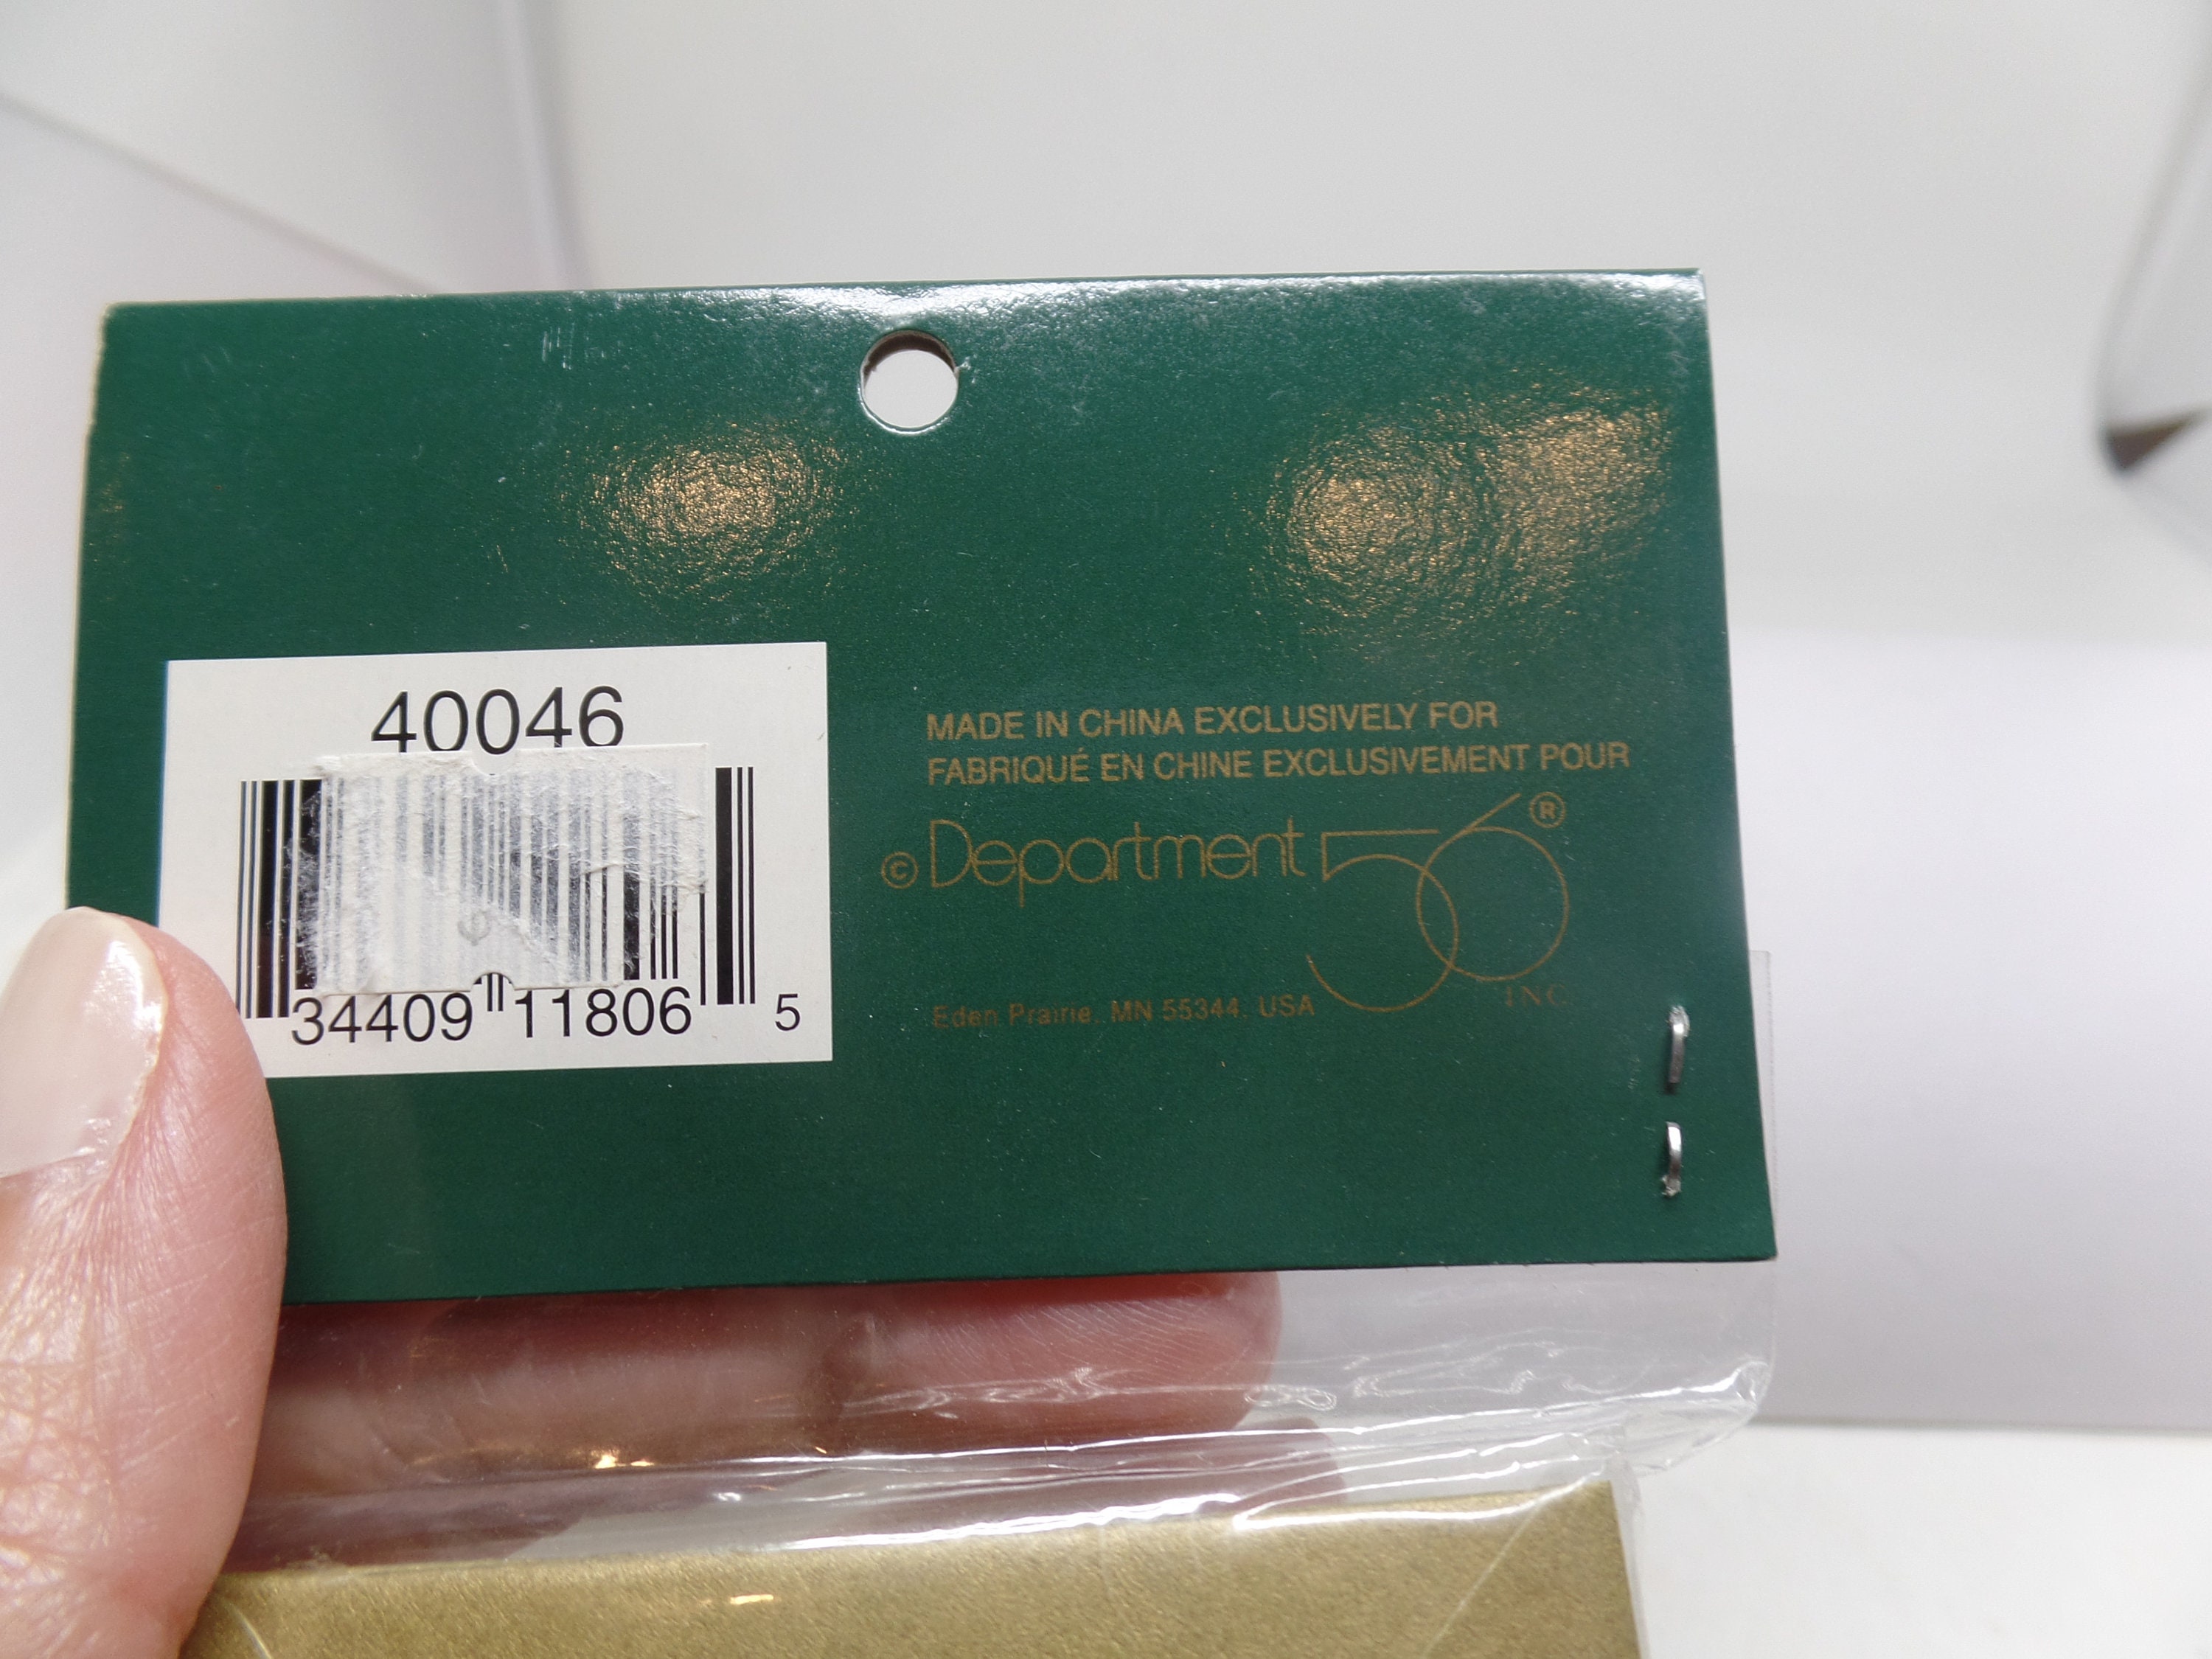 40046
34409 11806 5
MADE IN CHINA EXCLUSIVELY FOR
FABRIQUÉ EN CHINE EXCLUSIVEMENT POUR
© Department 56®
INC.
Eden Prairie, MN 55344, USA